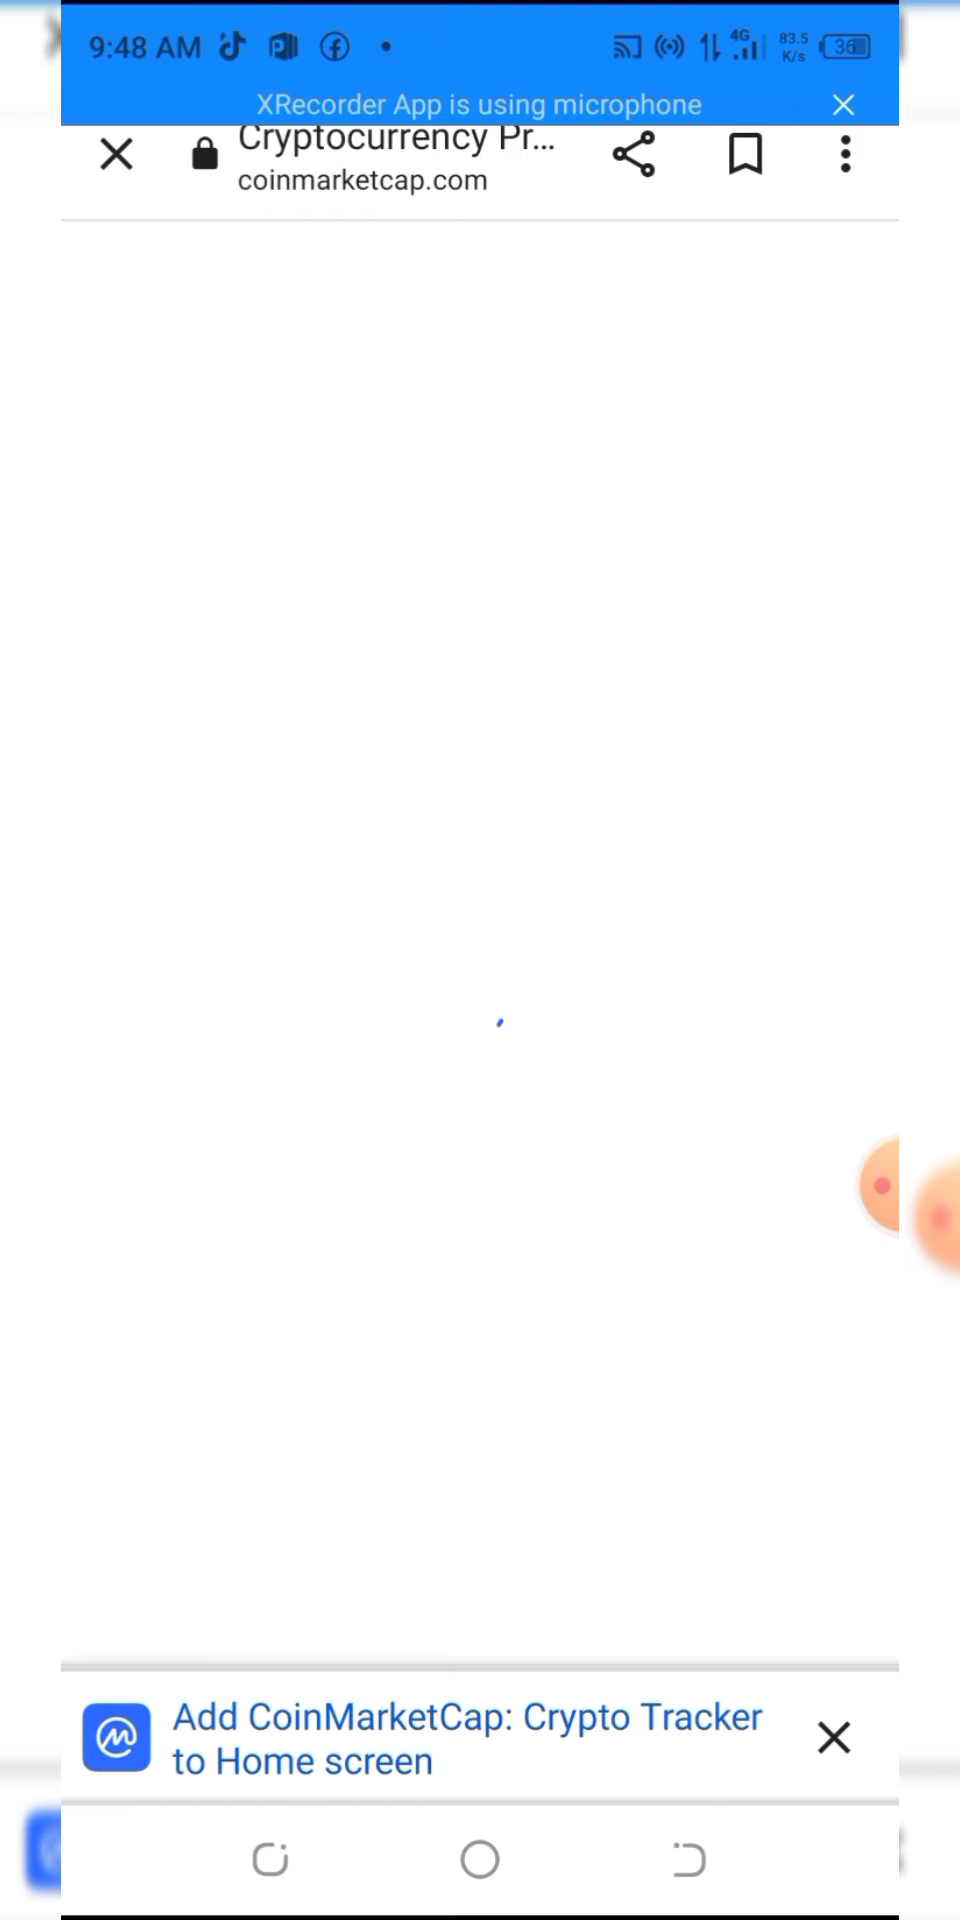 9:48 AM
4G 83.5 K/s 36
XRecorder App is using microphone
Cryptocurrency Pr...
coinmarketcap.com
Add CoinMarketCap: Crypto Tracker
to Home screen